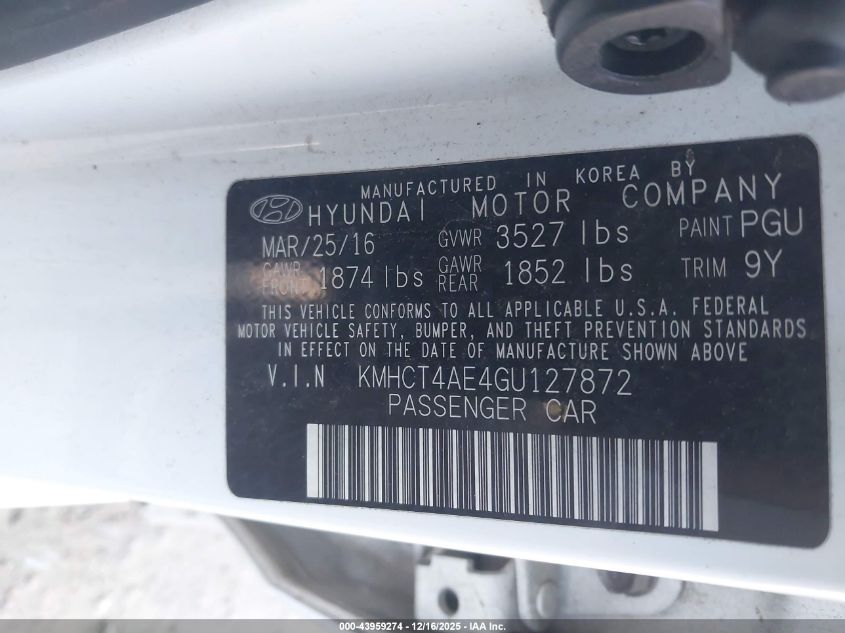 MANUFACTURED IN KOREA BY
HYUNDAI MOTOR COMPANY
MAR/25/16 GVWR 3527 lbs PAINT PGU
GAWR FRONT 1874 lbs GAWR REAR 1852 lbs TRIM 9Y
THIS VEHICLE CONFORMS TO ALL APPLICABLE U.S.A. FEDERAL
MOTOR VEHICLE SAFETY, BUMPER, AND THEFT PREVENTION STANDARDS
IN EFFECT ON THE DATE OF MANUFACTURE SHOWN ABOVE
V.I.N KMHCT4AE4GU127872
PASSENGER CAR
000-43959274 - 12/16/2025 - IAA Inc.